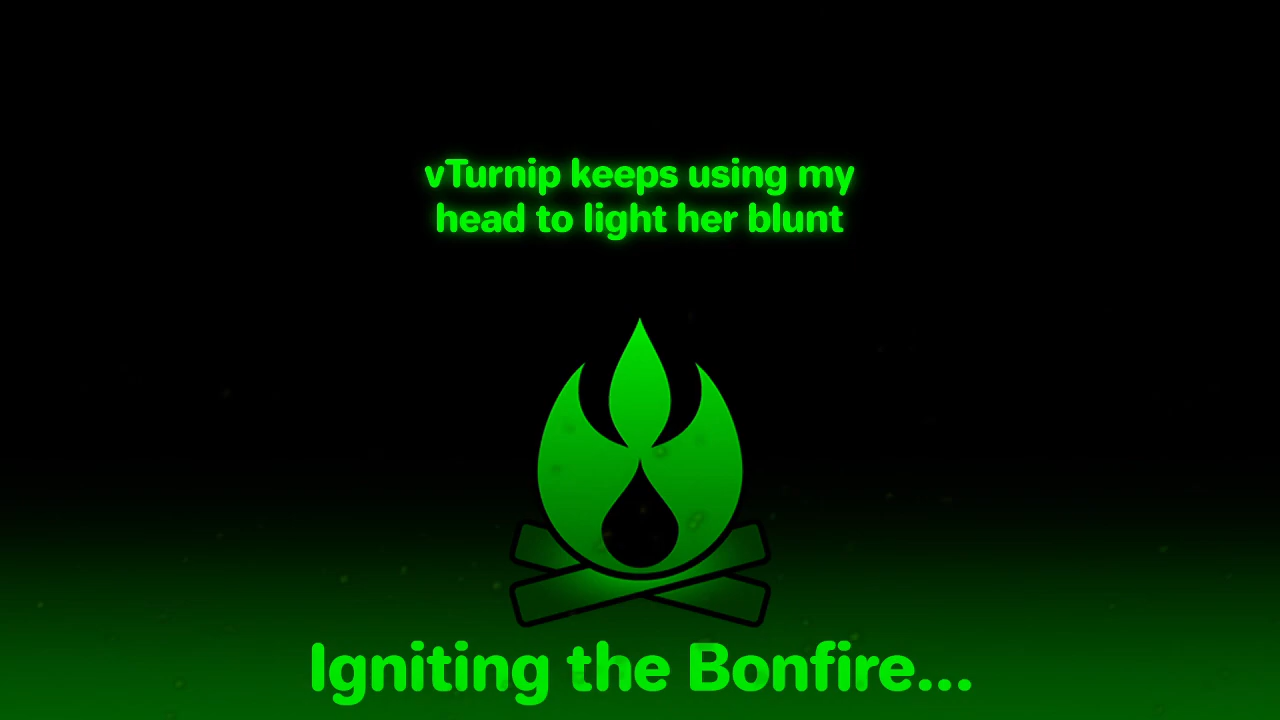 vTurnip keeps using my
head to light her blunt
Igniting the Bonfire...